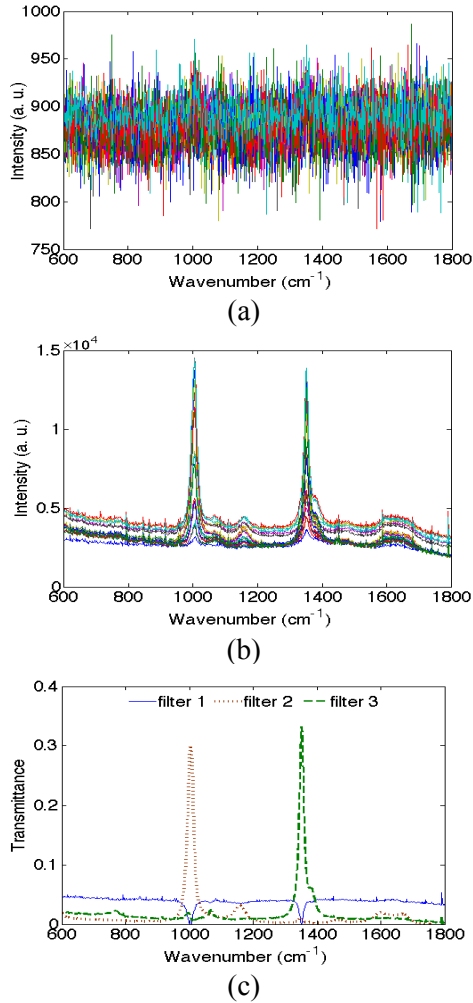 1000
950
900
850
800
750
Intensity (a. u.)
600 800 1000 1200 1400 1600 1800
Wavenumber (cm⁻¹)
(a)
×10⁴
1.5
1
0.5
0
Intensity (a. u.)
600 800 1000 1200 1400 1600 1800
Wavenumber (cm⁻¹)
(b)
0.4
0.3
0.2
0.1
0
Transmittance
filter 1 filter 2 filter 3
600 800 1000 1200 1400 1600 1800
Wavenumber (cm⁻¹)
(c)